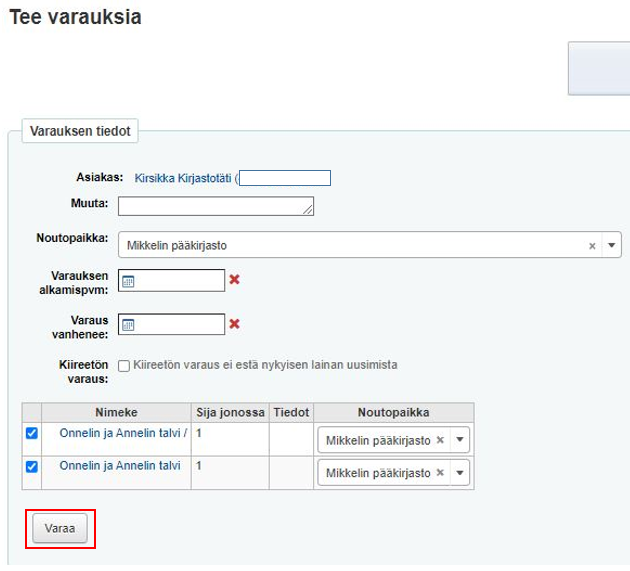 Tee varauksia
Varauksen tiedot
Asiakas: Kirsikka Kirjastotäti (
Muuta:
Noutopaikka: Mikkelin pääkirjasto
Varauksen
alkamispvm:
Varaus
vanhenee:
Kiireetön
varaus:
Kiireetön varaus ei estä nykyisen lainan uusimista
Nimeke Sija jonossa Tiedot Noutopaikka
Onnelin ja Annelin talvi / 1 Mikkelin pääkirjasto
Onnelin ja Annelin talvi 1 Mikkelin pääkirjasto
Varaa